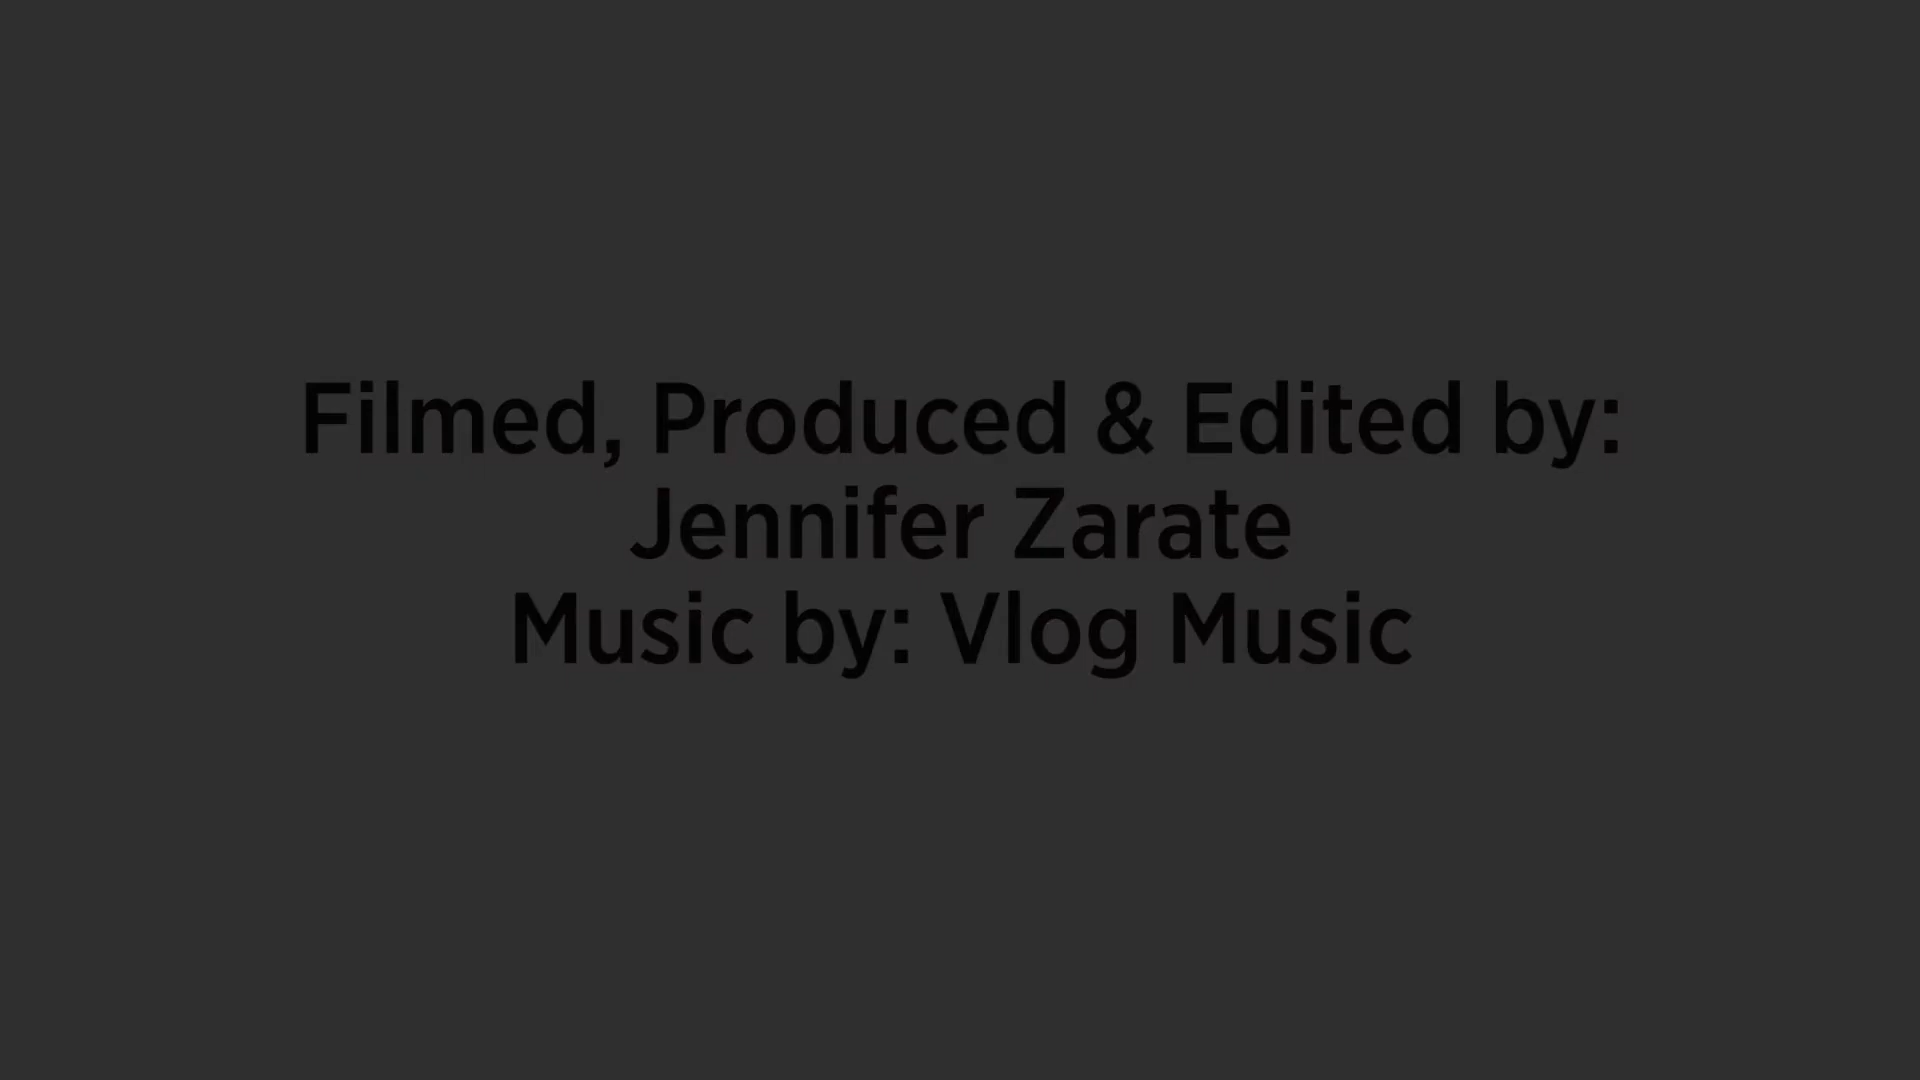 Filmed, Produced & Edited by:
Jennifer Zarate
Music by: Vlog Music